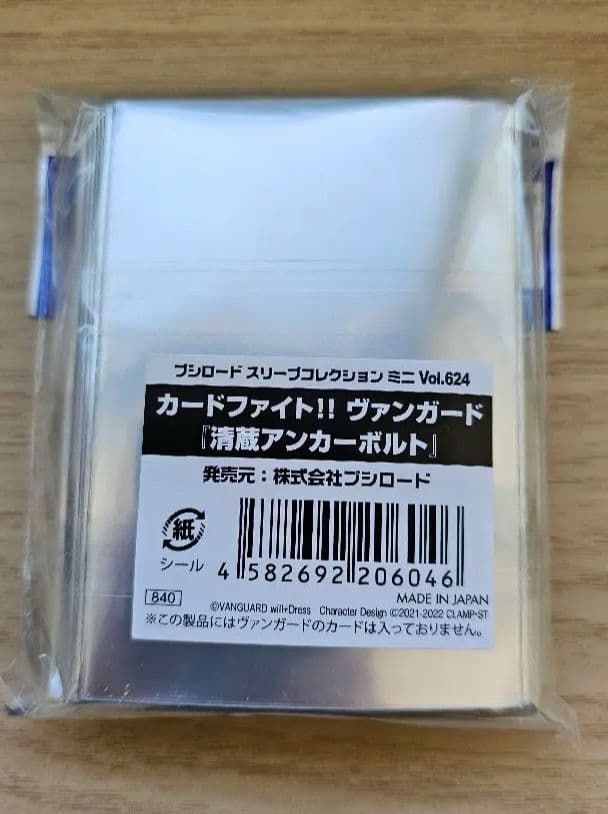 ブシロード スリーブコレクション ミニ Vol.624
カードファイト!! ヴァンガード
『清蔵アンカーボルト』
発売元：株式会社ブシロード
紙
シール
4 582692 206046
MADE IN JAPAN
840
©VANGUARD will+Dress Character Design ©2021-2022 CLAMP・ST
※この製品にはヴァンガードのカードは入っておりません。